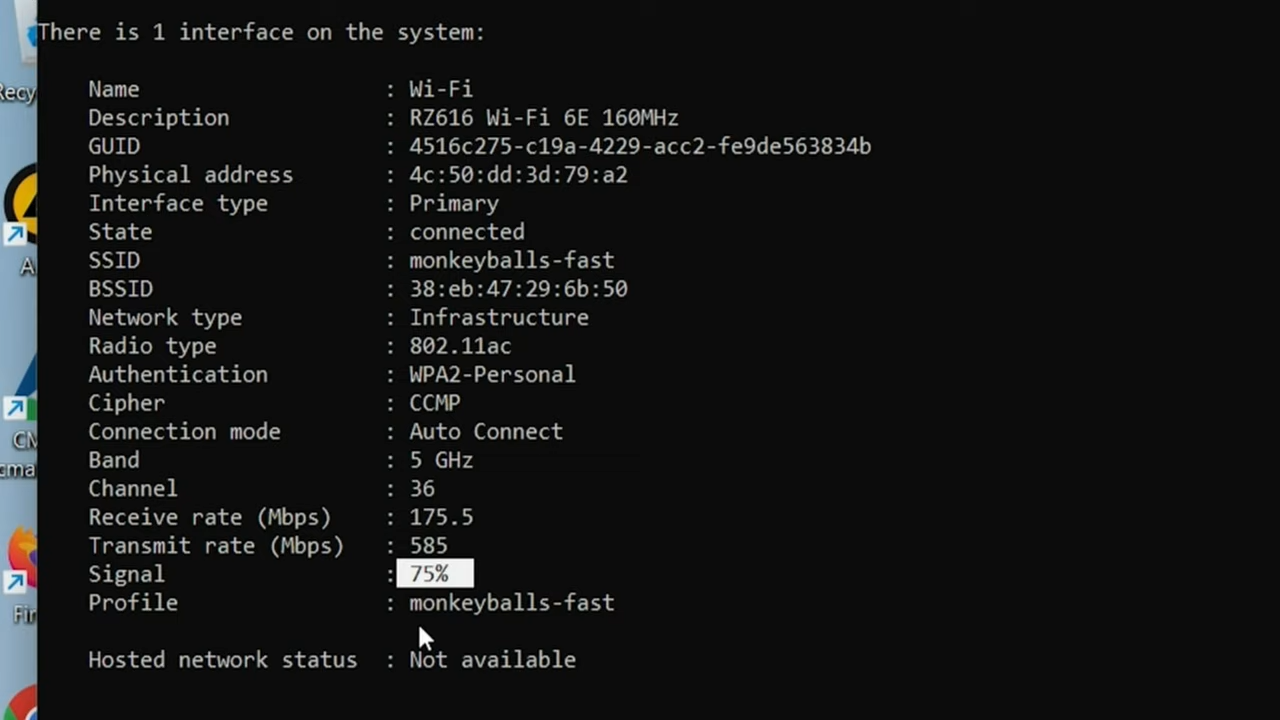 There is 1 interface on the system:
Name : Wi-Fi
Description : RZ616 Wi-Fi 6E 160MHz
GUID : 4516c275-c19a-4229-acc2-fe9de563834b
Physical address : 4c:50:dd:3d:79:a2
Interface type : Primary
State : connected
SSID : monkeyballs-fast
BSSID : 38:eb:47:29:6b:50
Network type : Infrastructure
Radio type : 802.11ac
Authentication : WPA2-Personal
Cipher : CCMP
Connection mode : Auto Connect
Band : 5 GHz
Channel : 36
Receive rate (Mbps) : 175.5
Transmit rate (Mbps) : 585
Signal : 75%
Profile : monkeyballs-fast
Hosted network status : Not available
Recy
A
CM
cma
Fir